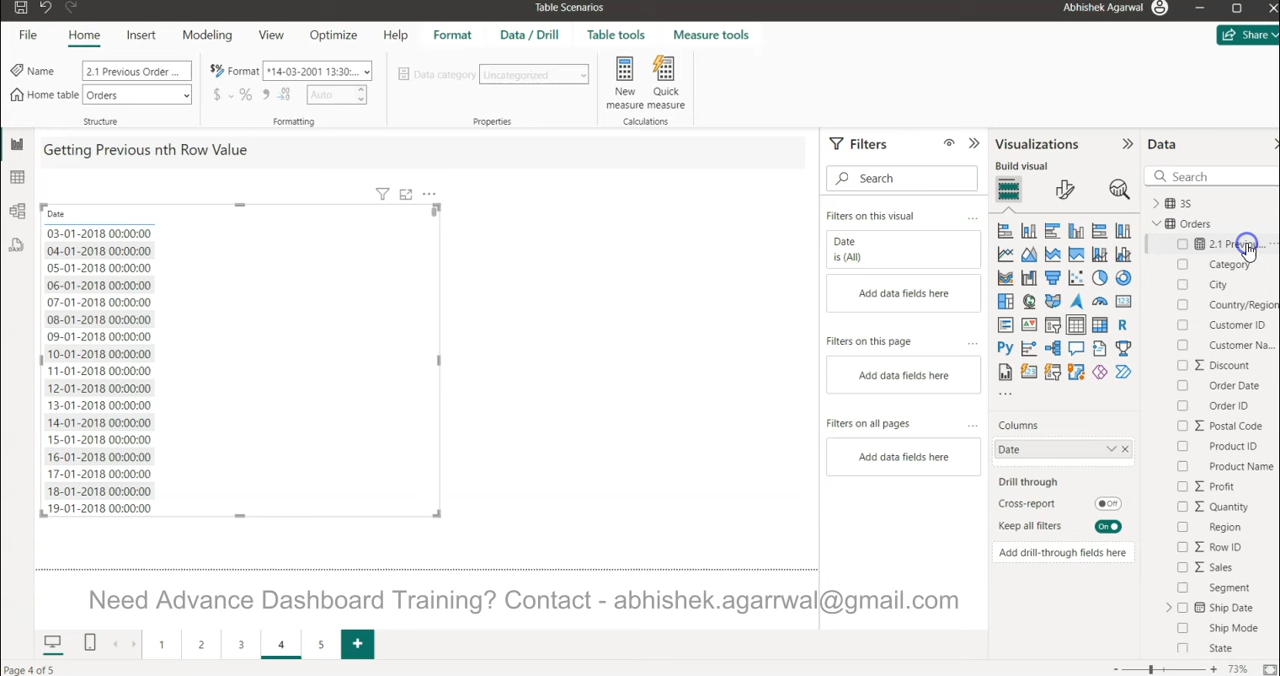 Table Scenarios
Abhishek Agarwal
File Home Insert Modeling View Optimize Help Format Data / Drill Table tools Measure tools Share
Name 2.1 Previous Order ... Format *14-03-2001 13:30:... Data category Uncategorized
Home table Orders $ % Auto
New measure Quick measure
Structure Formatting Properties Calculations
Getting Previous nth Row Value
Date
03-01-2018 00:00:00
04-01-2018 00:00:00
05-01-2018 00:00:00
06-01-2018 00:00:00
07-01-2018 00:00:00
08-01-2018 00:00:00
09-01-2018 00:00:00
10-01-2018 00:00:00
11-01-2018 00:00:00
12-01-2018 00:00:00
13-01-2018 00:00:00
14-01-2018 00:00:00
15-01-2018 00:00:00
16-01-2018 00:00:00
17-01-2018 00:00:00
18-01-2018 00:00:00
19-01-2018 00:00:00
Filters
Search
Filters on this visual ...
Date
is (All)
Add data fields here
Filters on this page ...
Add data fields here
Filters on all pages ...
Add data fields here
Visualizations
Build visual
R
Py
...
Columns
Date
Drill through
Cross-report Off
Keep all filters On
Add drill-through fields here
Data
Search
3S
Orders
2.1 Previou...
Category
City
Country/Region
Customer ID
Customer Na...
Discount
Order Date
Order ID
Postal Code
Product ID
Product Name
Profit
Quantity
Region
Row ID
Sales
Segment
Ship Date
Ship Mode
State
Need Advance Dashboard Training? Contact - abhishek.agarrwal@gmail.com
1 2 3 4 5 +
Page 4 of 5
- + 73%